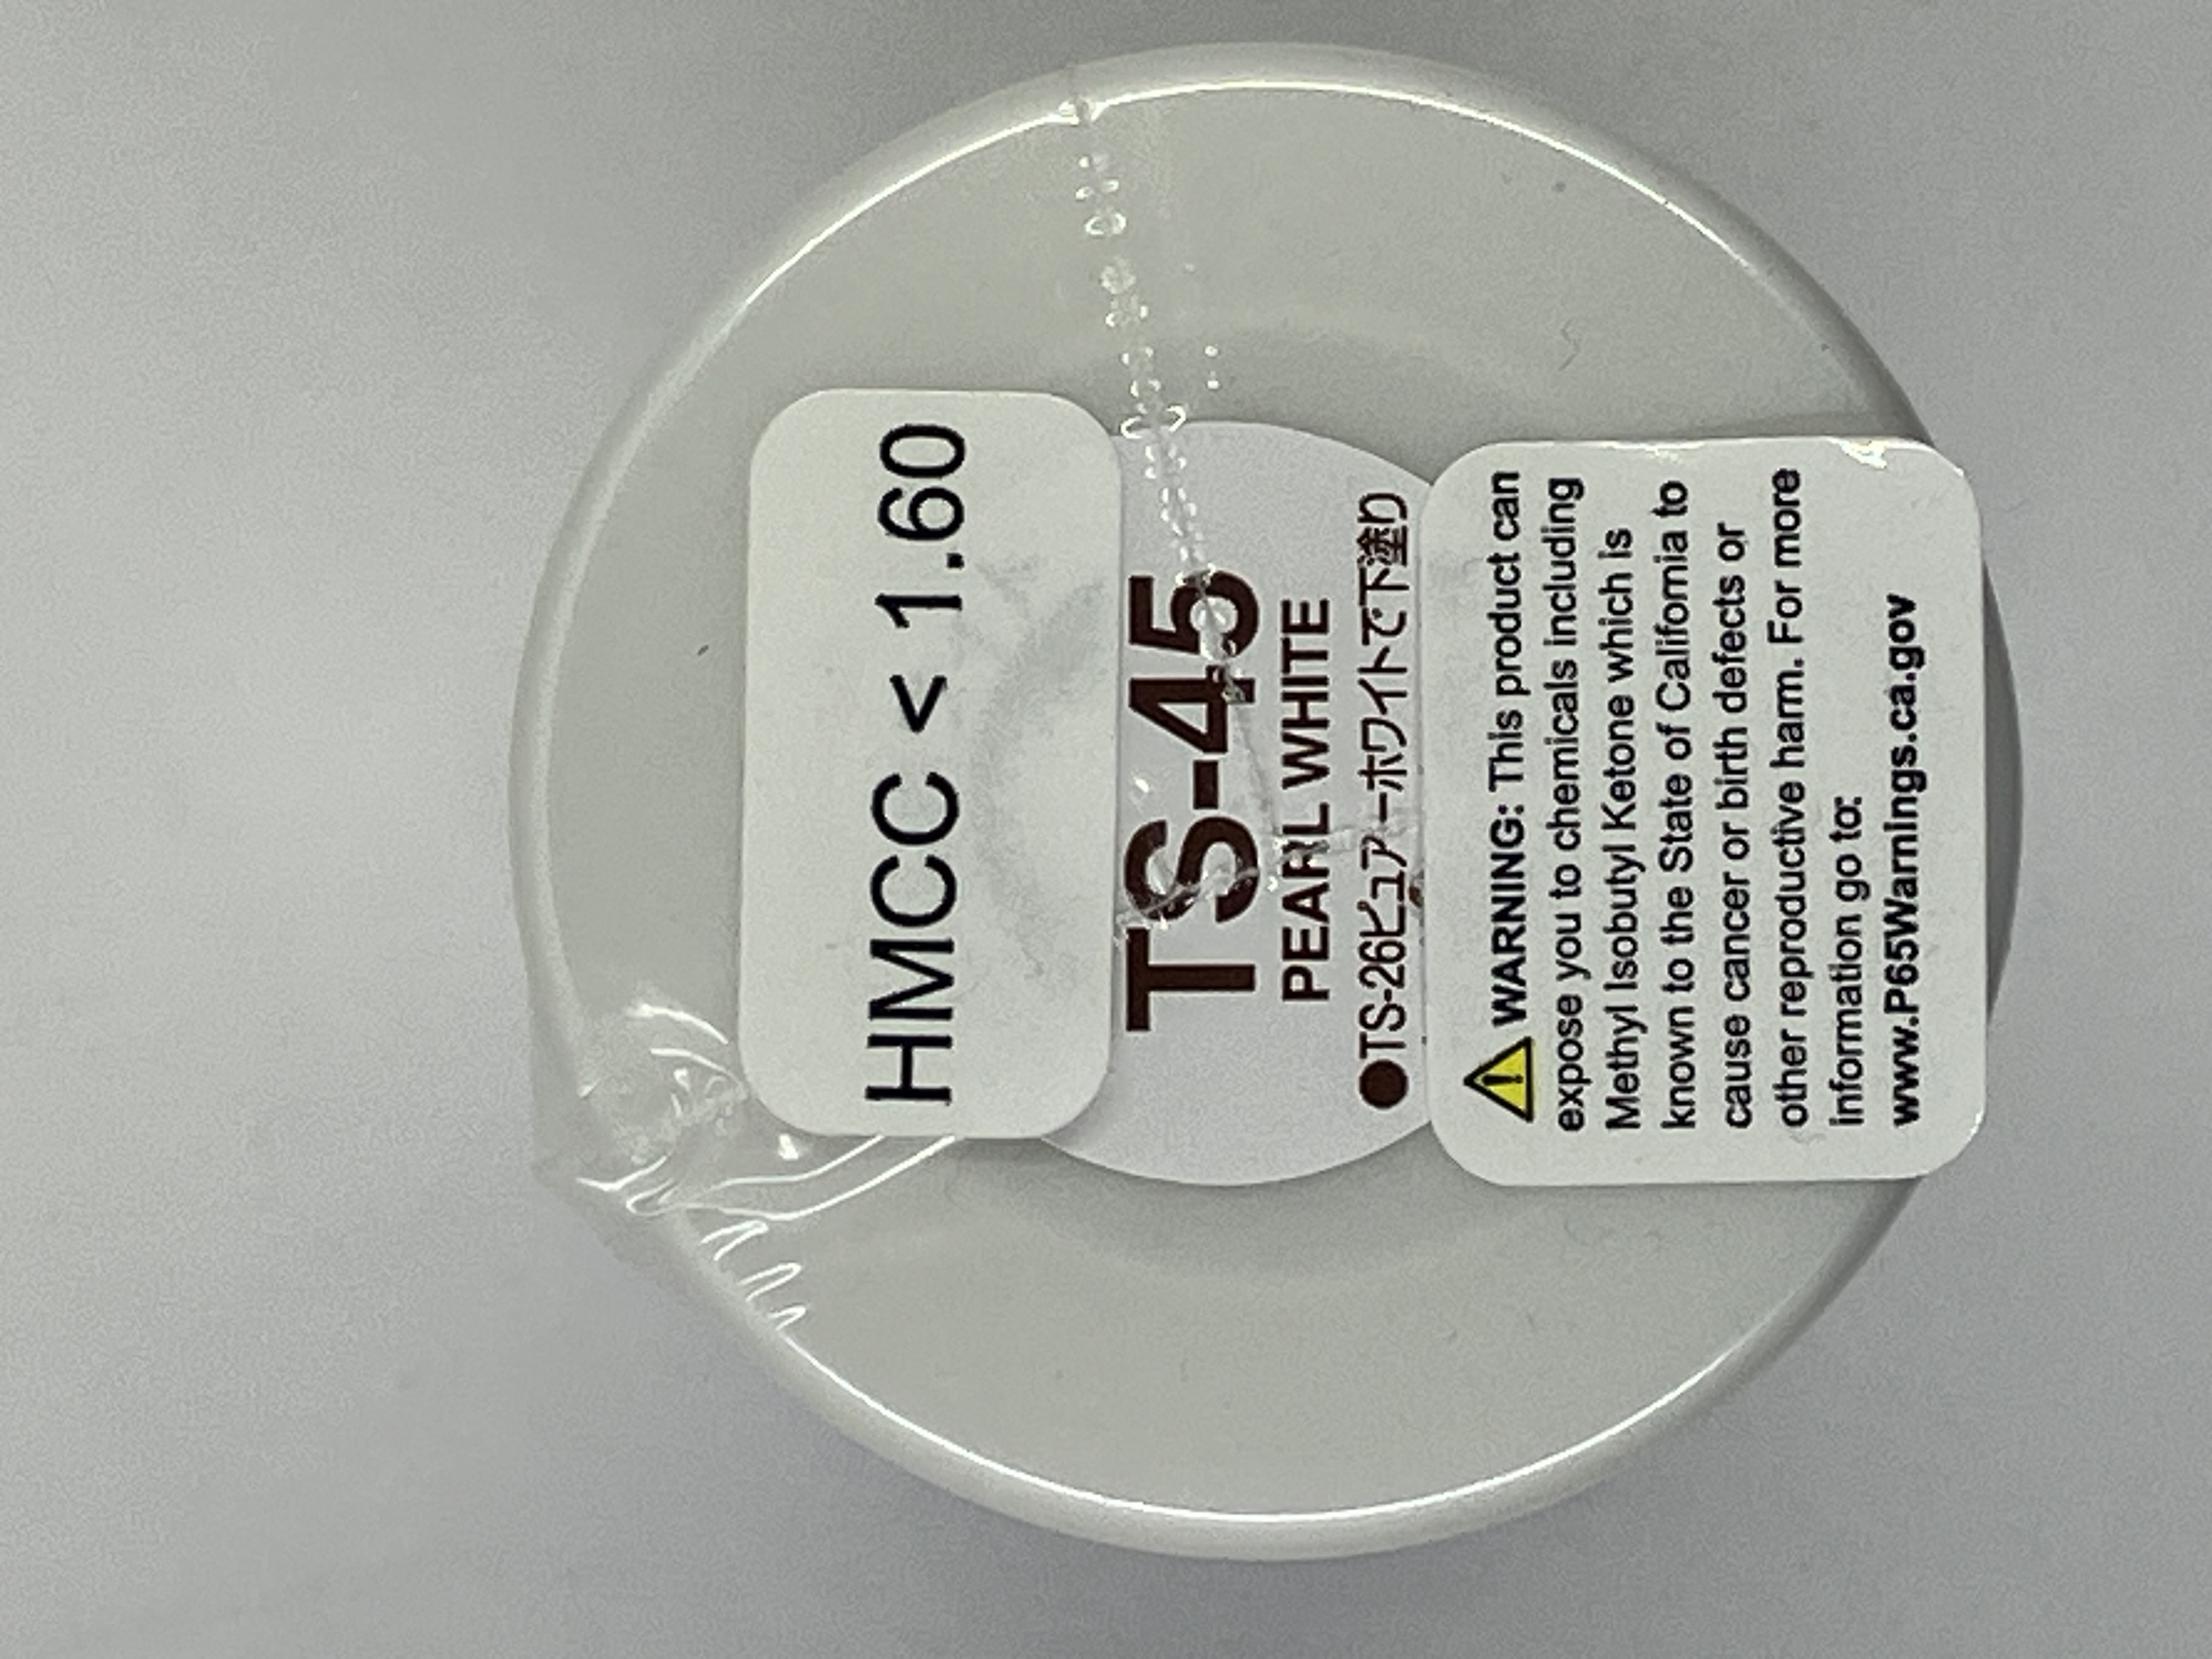 HMCC < 1.60
TS-45
PEARL WHITE
●TS-26ピュアーホワイトで下塗り
WARNING: This product can
expose you to chemicals including
Methyl Isobutyl Ketone which is
known to the State of California to
cause cancer or birth defects or
other reproductive harm. For more
information go to:
www.P65Warnings.ca.gov